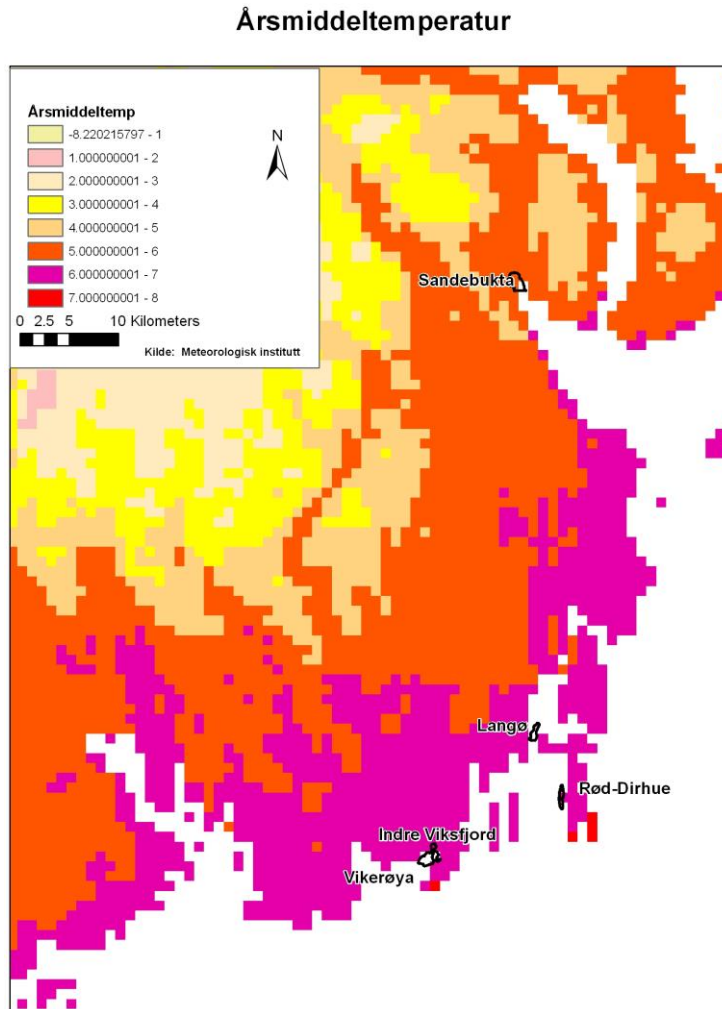 Årsmiddeltemperatur
Årsmiddeltemp
-8.220215797 - 1
1.000000001 - 2
2.000000001 - 3
3.000000001 - 4
4.000000001 - 5
5.000000001 - 6
6.000000001 - 7
7.000000001 - 8
N
0 2.5 5 10 Kilometers
Kilde: Meteorologisk institutt
Sandebukta
Langø
Rød-Dirhue
Indre Viksfjord
Vikerøya